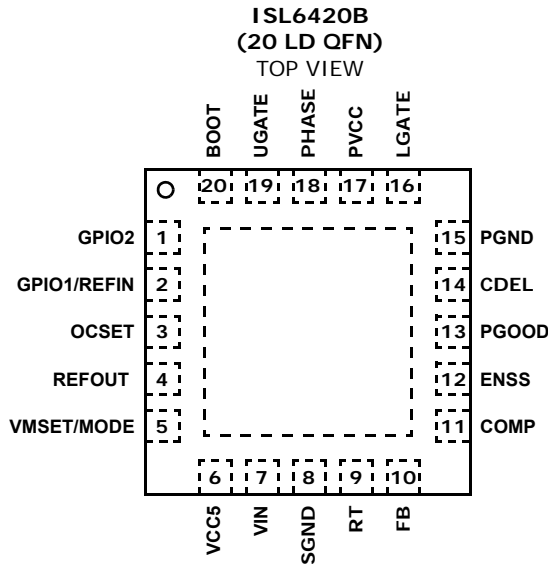 ISL6420B
(20 LD QFN)
TOP VIEW
BOOT
UGATE
PHASE
PVCC
LGATE
20 19 18 17 16
GPIO2 1
GPIO1/REFIN 2
OCSET 3
REFOUT 4
VMSET/MODE 5
15 PGND
14 CDEL
13 PGOOD
12 ENSS
11 COMP
6 7 8 9 10
VCC5
VIN
SGND
RT
FB